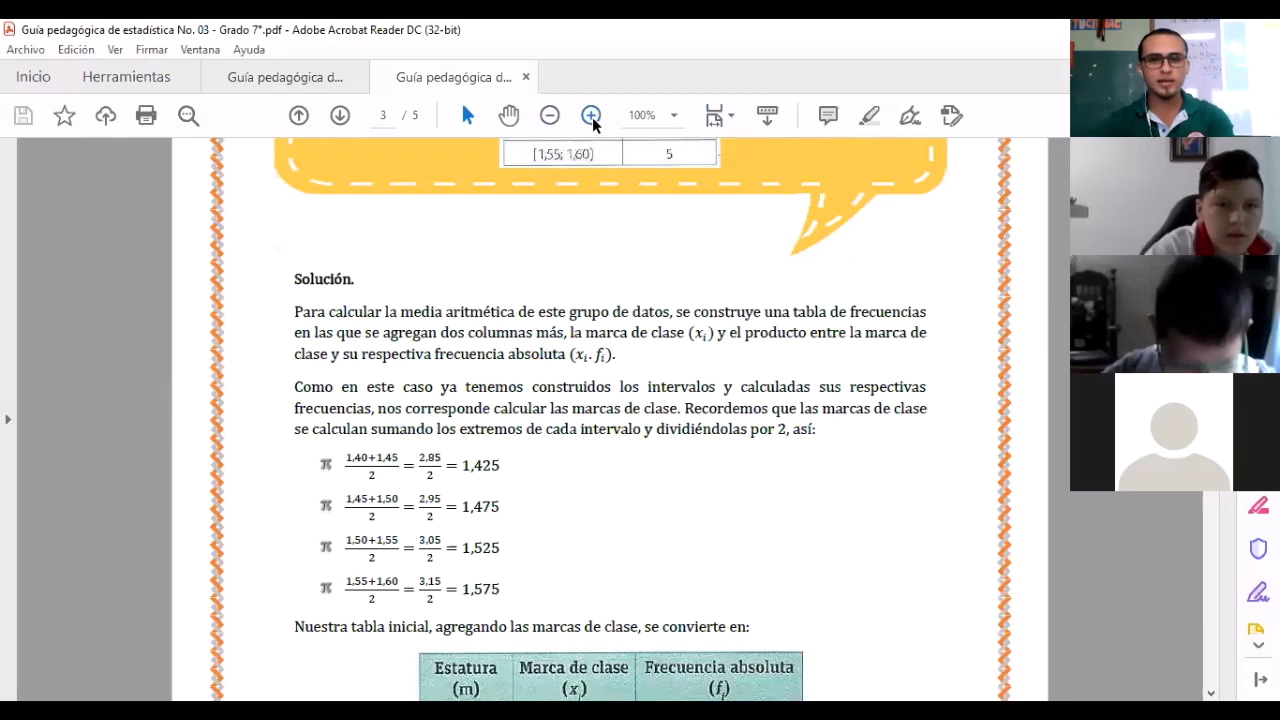 Guía pedagógica de estadística No. 03 - Grado 7°.pdf - Adobe Acrobat Reader DC (32-bit)
Archivo Edición Ver Firmar Ventana Ayuda
Inicio Herramientas Guía pedagógica d... Guía pedagógica d... ×
3 / 5 100%
[1,55; 1,60) 5
Solución.
Para calcular la media aritmética de este grupo de datos, se construye una tabla de frecuencias
en las que se agregan dos columnas más, la marca de clase (xᵢ) y el producto entre la marca de
clase y su respectiva frecuencia absoluta (xᵢ. fᵢ).
Como en este caso ya tenemos construidos los intervalos y calculadas sus respectivas
frecuencias, nos corresponde calcular las marcas de clase. Recordemos que las marcas de clase
se calculan sumando los extremos de cada intervalo y dividiéndolas por 2, así:
π (1,40+1,45)/2 = 2,85/2 = 1,425
π (1,45+1,50)/2 = 2,95/2 = 1,475
π (1,50+1,55)/2 = 3,05/2 = 1,525
π (1,55+1,60)/2 = 3,15/2 = 1,575
Nuestra tabla inicial, agregando las marcas de clase, se convierte en:
Estatura Marca de clase Frecuencia absoluta
(m) (xᵢ) (fᵢ)